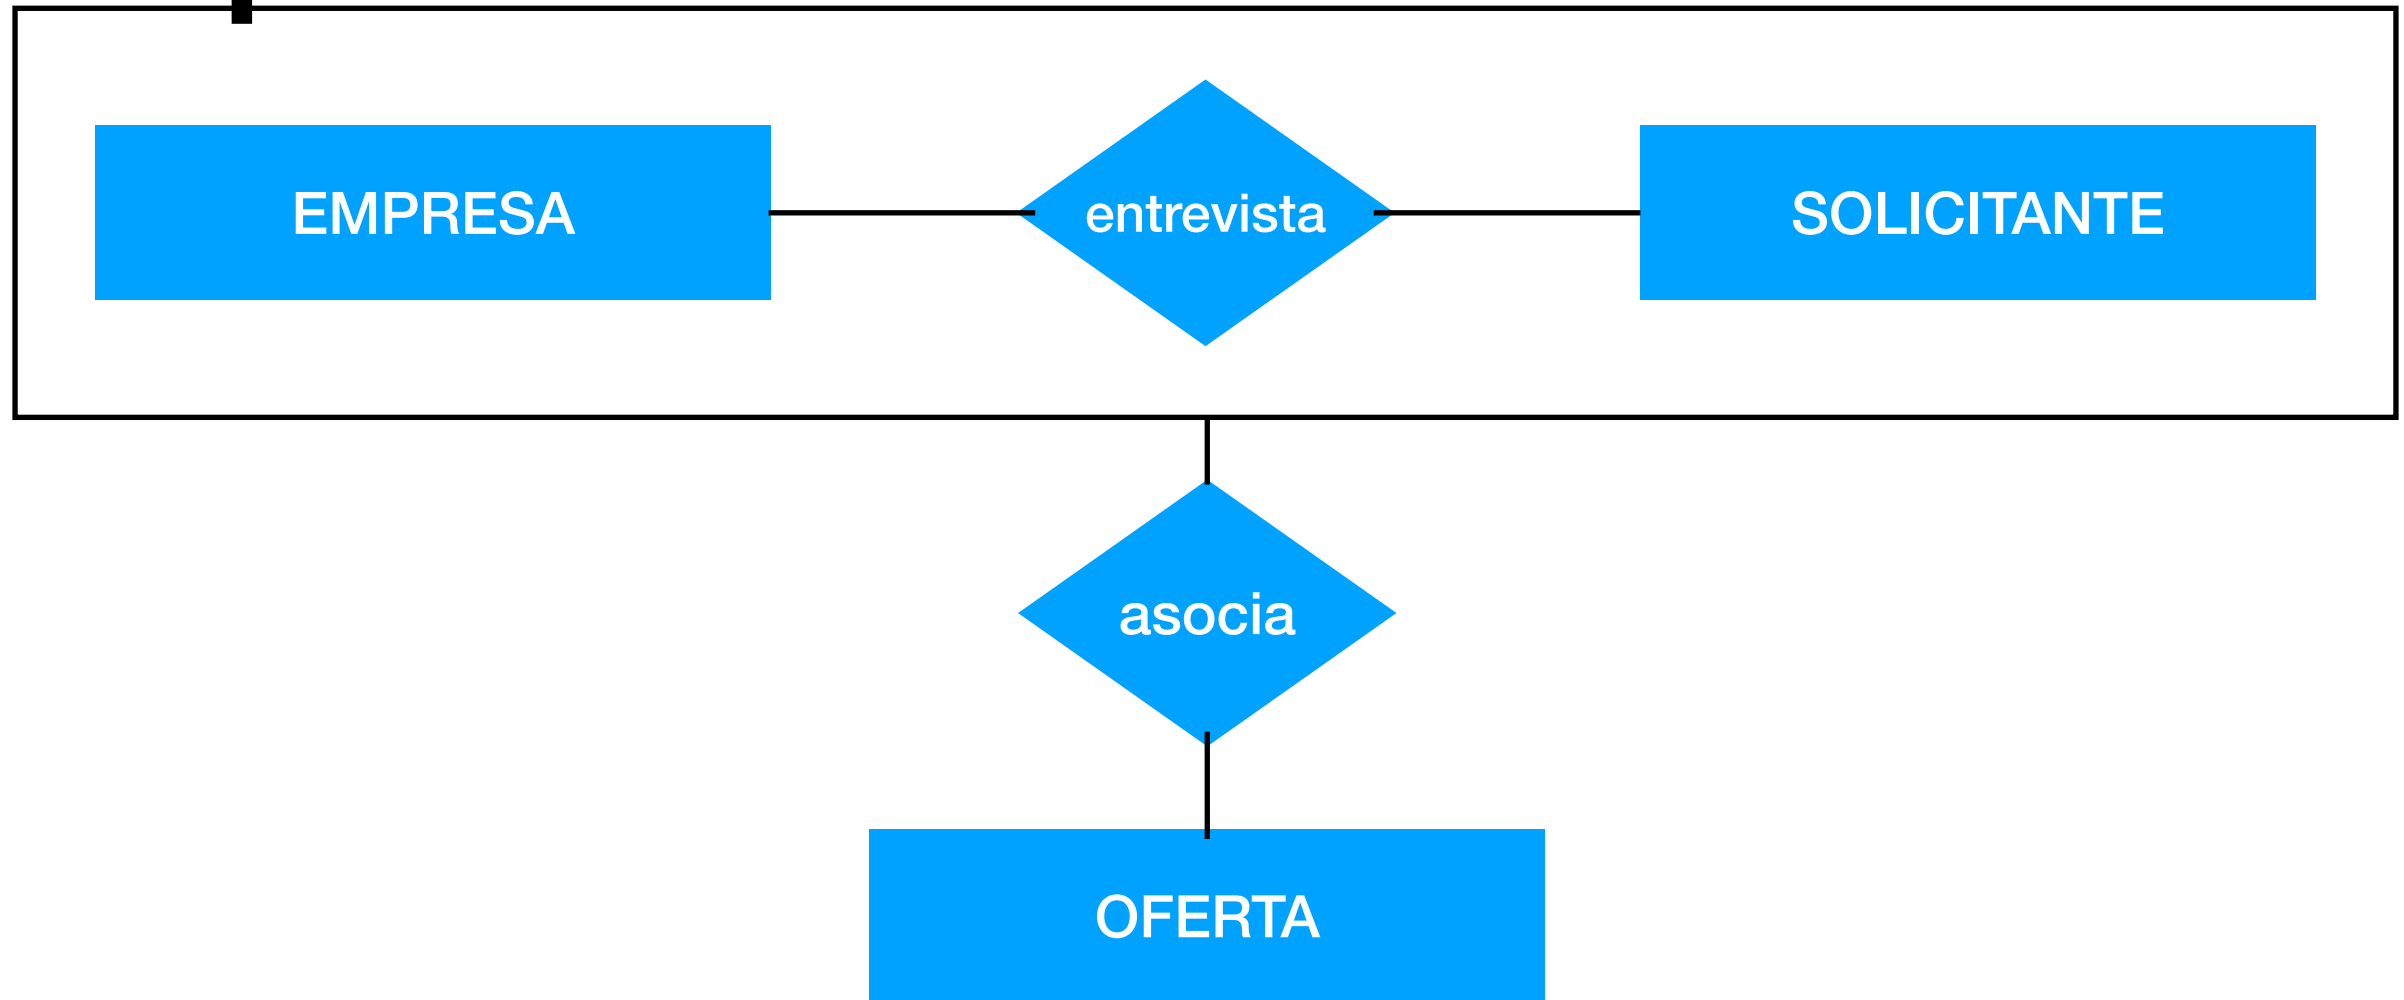 EMPRESA
entrevista
SOLICITANTE
asocia
OFERTA